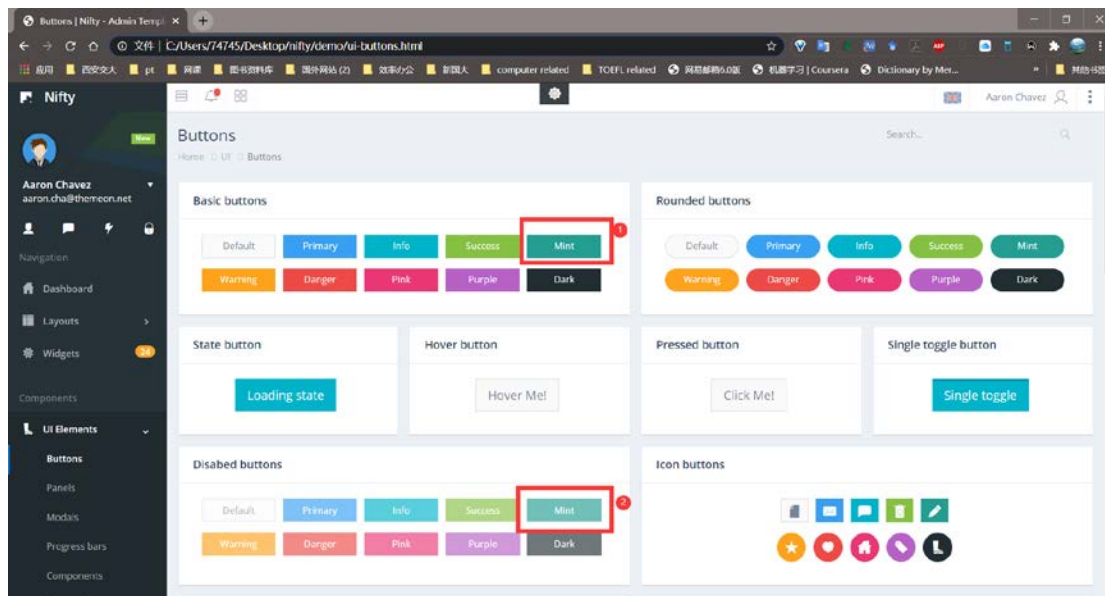 Buttons | Nifty - Admin Templ
文件 | C:/Users/74745/Desktop/nifty/demo/ui-buttons.html
应用 西安交大 pt 网课 图书资料库 国外网站 (2) 效率办公 新国大 computer related TOEFL related 网易邮箱6.0版 机器学习 | Coursera Dictionary by Mer... »
Nifty
Aaron Chavez
New
Aaron Chavez
aaron.cha@themeon.net
Navigation
Dashboard
Layouts
Widgets 24
Components
UI Elements
Buttons
Panels
Modals
Progress bars
Components
Buttons
Search..
Home UI Buttons
Basic buttons
Default Primary Info Success Mint
Warning Danger Pink Purple Dark
1
Rounded buttons
Default Primary Info Success Mint
Warning Danger Pink Purple Dark
State button
Loading state
Hover button
Hover Me!
Pressed button
Click Me!
Single toggle button
Single toggle
Disabed buttons
Default Primary Info Success Mint
Warning Danger Pink Purple Dark
2
Icon buttons